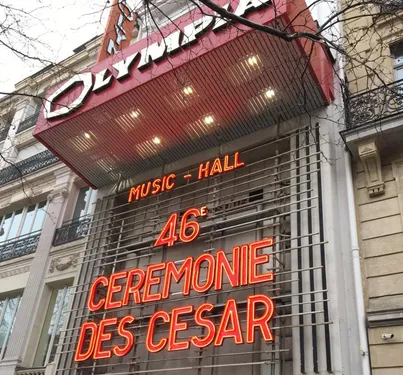 OLYMPIA
MUSIC - HALL
46E
CEREMONIE
DES CESAR